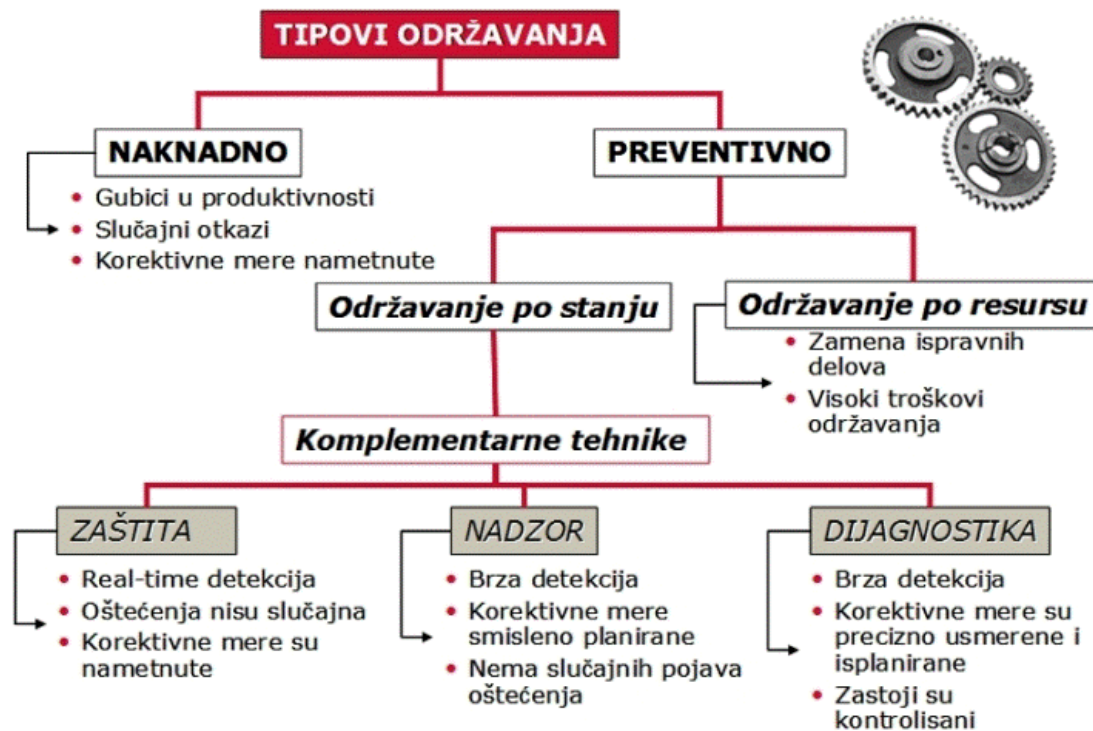 TIPOVI ODRŽAVANJA
NAKNADNO
• Gubici u produktivnosti
• Slučajni otkazi
• Korektivne mere nametnute
PREVENTIVNO
Održavanje po stanju
Održavanje po resursu
• Zamena ispravnih
delova
• Visoki troškovi
održavanja
Komplementarne tehnike
ZAŠTITA
• Real-time detekcija
• Oštećenja nisu slučajna
• Korektivne mere su
nametnute
NADZOR
• Brza detekcija
• Korektivne mere
smisleno planirane
• Nema slučajnih pojava
oštećenja
DIJAGNOSTIKA
• Brza detekcija
• Korektivne mere su
precizno usmerene i
isplanirane
• Zastoji su
kontrolisani